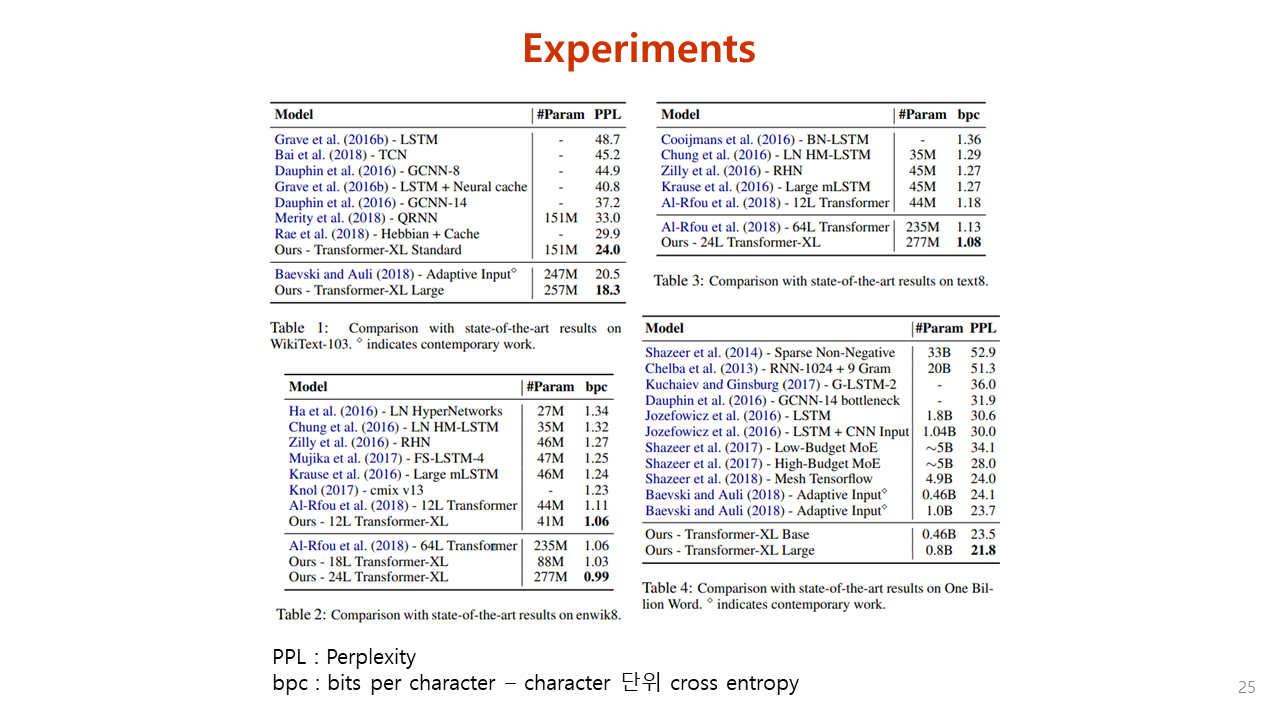 Experiments
Model #Param PPL
Grave et al. (2016b) - LSTM - 48.7
Bai et al. (2018) - TCN - 45.2
Dauphin et al. (2016) - GCNN-8 - 44.9
Grave et al. (2016b) - LSTM + Neural cache - 40.8
Dauphin et al. (2016) - GCNN-14 - 37.2
Merity et al. (2018) - QRNN 151M 33.0
Rae et al. (2018) - Hebbian + Cache - 29.9
Ours - Transformer-XL Standard 151M 24.0
Baevski and Auli (2018) - Adaptive Input◇ 247M 20.5
Ours - Transformer-XL Large 257M 18.3
Table 1: Comparison with state-of-the-art results on
WikiText-103. ◇ indicates contemporary work.
Model #Param bpc
Ha et al. (2016) - LN HyperNetworks 27M 1.34
Chung et al. (2016) - LN HM-LSTM 35M 1.32
Zilly et al. (2016) - RHN 46M 1.27
Mujika et al. (2017) - FS-LSTM-4 47M 1.25
Krause et al. (2016) - Large mLSTM 46M 1.24
Knol (2017) - cmix v13 - 1.23
Al-Rfou et al. (2018) - 12L Transformer 44M 1.11
Ours - 12L Transformer-XL 41M 1.06
Al-Rfou et al. (2018) - 64L Transformer 235M 1.06
Ours - 18L Transformer-XL 88M 1.03
Ours - 24L Transformer-XL 277M 0.99
Table 2: Comparison with state-of-the-art results on enwik8.
Model #Param bpc
Cooijmans et al. (2016) - BN-LSTM - 1.36
Chung et al. (2016) - LN HM-LSTM 35M 1.29
Zilly et al. (2016) - RHN 45M 1.27
Krause et al. (2016) - Large mLSTM 45M 1.27
Al-Rfou et al. (2018) - 12L Transformer 44M 1.18
Al-Rfou et al. (2018) - 64L Transformer 235M 1.13
Ours - 24L Transformer-XL 277M 1.08
Table 3: Comparison with state-of-the-art results on text8.
Model #Param PPL
Shazeer et al. (2014) - Sparse Non-Negative 33B 52.9
Chelba et al. (2013) - RNN-1024 + 9 Gram 20B 51.3
Kuchaiev and Ginsburg (2017) - G-LSTM-2 - 36.0
Dauphin et al. (2016) - GCNN-14 bottleneck - 31.9
Jozefowicz et al. (2016) - LSTM 1.8B 30.6
Jozefowicz et al. (2016) - LSTM + CNN Input 1.04B 30.0
Shazeer et al. (2017) - Low-Budget MoE ~5B 34.1
Shazeer et al. (2017) - High-Budget MoE ~5B 28.0
Shazeer et al. (2018) - Mesh Tensorflow 4.9B 24.0
Baevski and Auli (2018) - Adaptive Input◇ 0.46B 24.1
Baevski and Auli (2018) - Adaptive Input◇ 1.0B 23.7
Ours - Transformer-XL Base 0.46B 23.5
Ours - Transformer-XL Large 0.8B 21.8
Table 4: Comparison with state-of-the-art results on One Bil-
lion Word. ◇ indicates contemporary work.
PPL : Perplexity
bpc : bits per character – character 단위 cross entropy
25